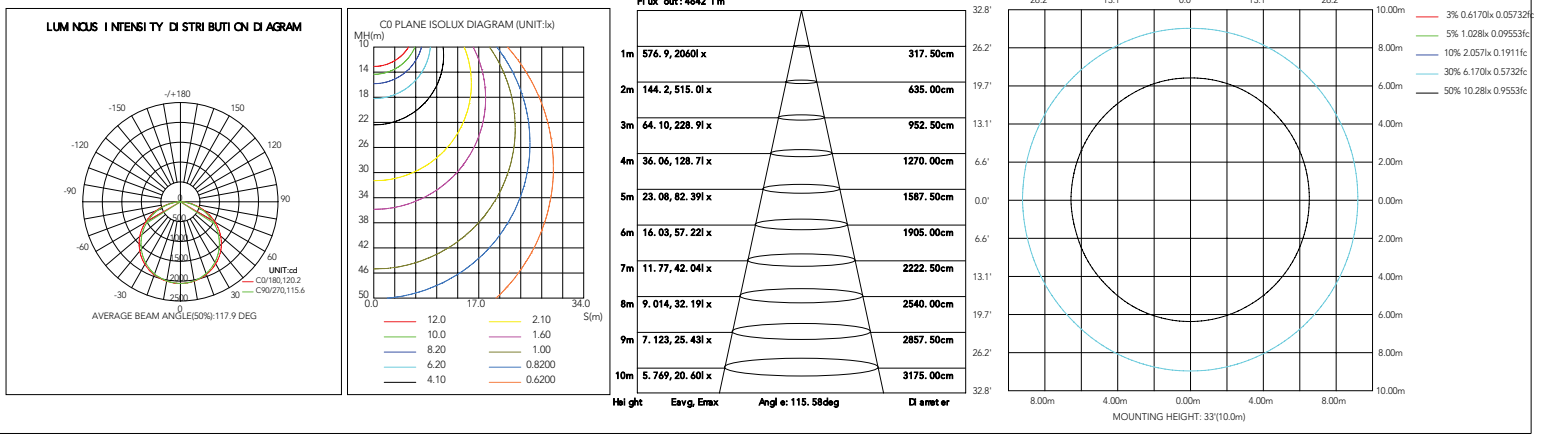 LUMINOUS INTENSITY DISTRIBUTION DIAGRAM
-/+180
-150 150
-120 120
-90 90
-60 60
-30 30
0
0
500
1000
1500
2000
2500
UNIT:cd
C0/180,120.2
C90/270,115.6
AVERAGE BEAM ANGLE(50%):117.9 DEG
C0 PLANE ISOLUX DIAGRAM (UNIT:lx)
MH(m)
10
14
18
22
26
30
34
38
42
46
50
0.0 17.0 34.0
S(m)
12.0 2.10
10.0 1.60
8.20 1.00
6.20 0.8200
4.10 0.6200
Flux out: 4642 lm
1m 576.9, 2060lx 317.50cm
2m 144.2, 515.0lx 635.00cm
3m 64.10, 228.9lx 952.50cm
4m 36.06, 128.7lx 1270.00cm
5m 23.08, 82.39lx 1587.50cm
6m 16.03, 57.22lx 1905.00cm
7m 11.77, 42.04lx 2222.50cm
8m 9.014, 32.19lx 2540.00cm
9m 7.123, 25.43lx 2857.50cm
10m 5.769, 20.60lx 3175.00cm
Height Eavg, Emax Angle: 115.58deg Diameter
32.8' 10.00m
26.2' 8.00m
19.7' 6.00m
13.1' 4.00m
6.6' 2.00m
0.0' 0.00m
6.6' 2.00m
13.1' 4.00m
19.7' 6.00m
26.2' 8.00m
32.8' 10.00m
8.00m 4.00m 0.00m 4.00m 8.00m
MOUNTING HEIGHT: 33'(10.0m)
3% 0.6170lx 0.05732fc
5% 1.028lx 0.09553fc
10% 2.057lx 0.1911fc
30% 6.170lx 0.5732fc
50% 10.28lx 0.9553fc